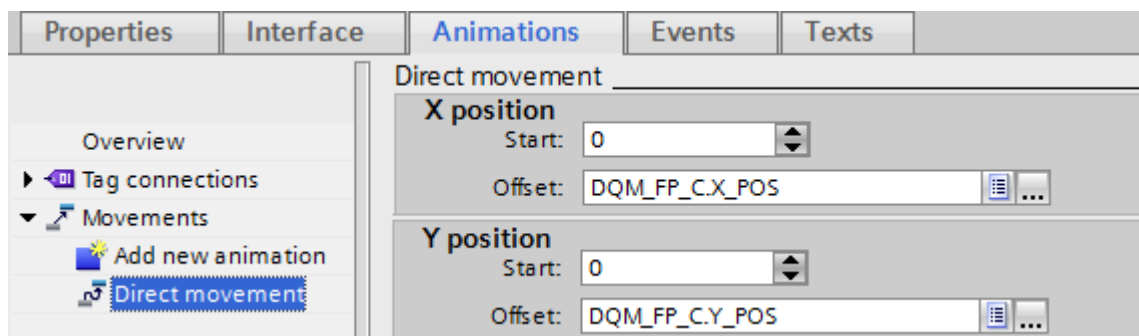 Properties Interface Animations Events Texts
Direct movement
X position
Overview
Start: 0
Tag connections
Offset: DQM_FP_C.X_POS ...
Movements
Y position
Add new animation
Start: 0
Direct movement
Offset: DQM_FP_C.Y_POS ...